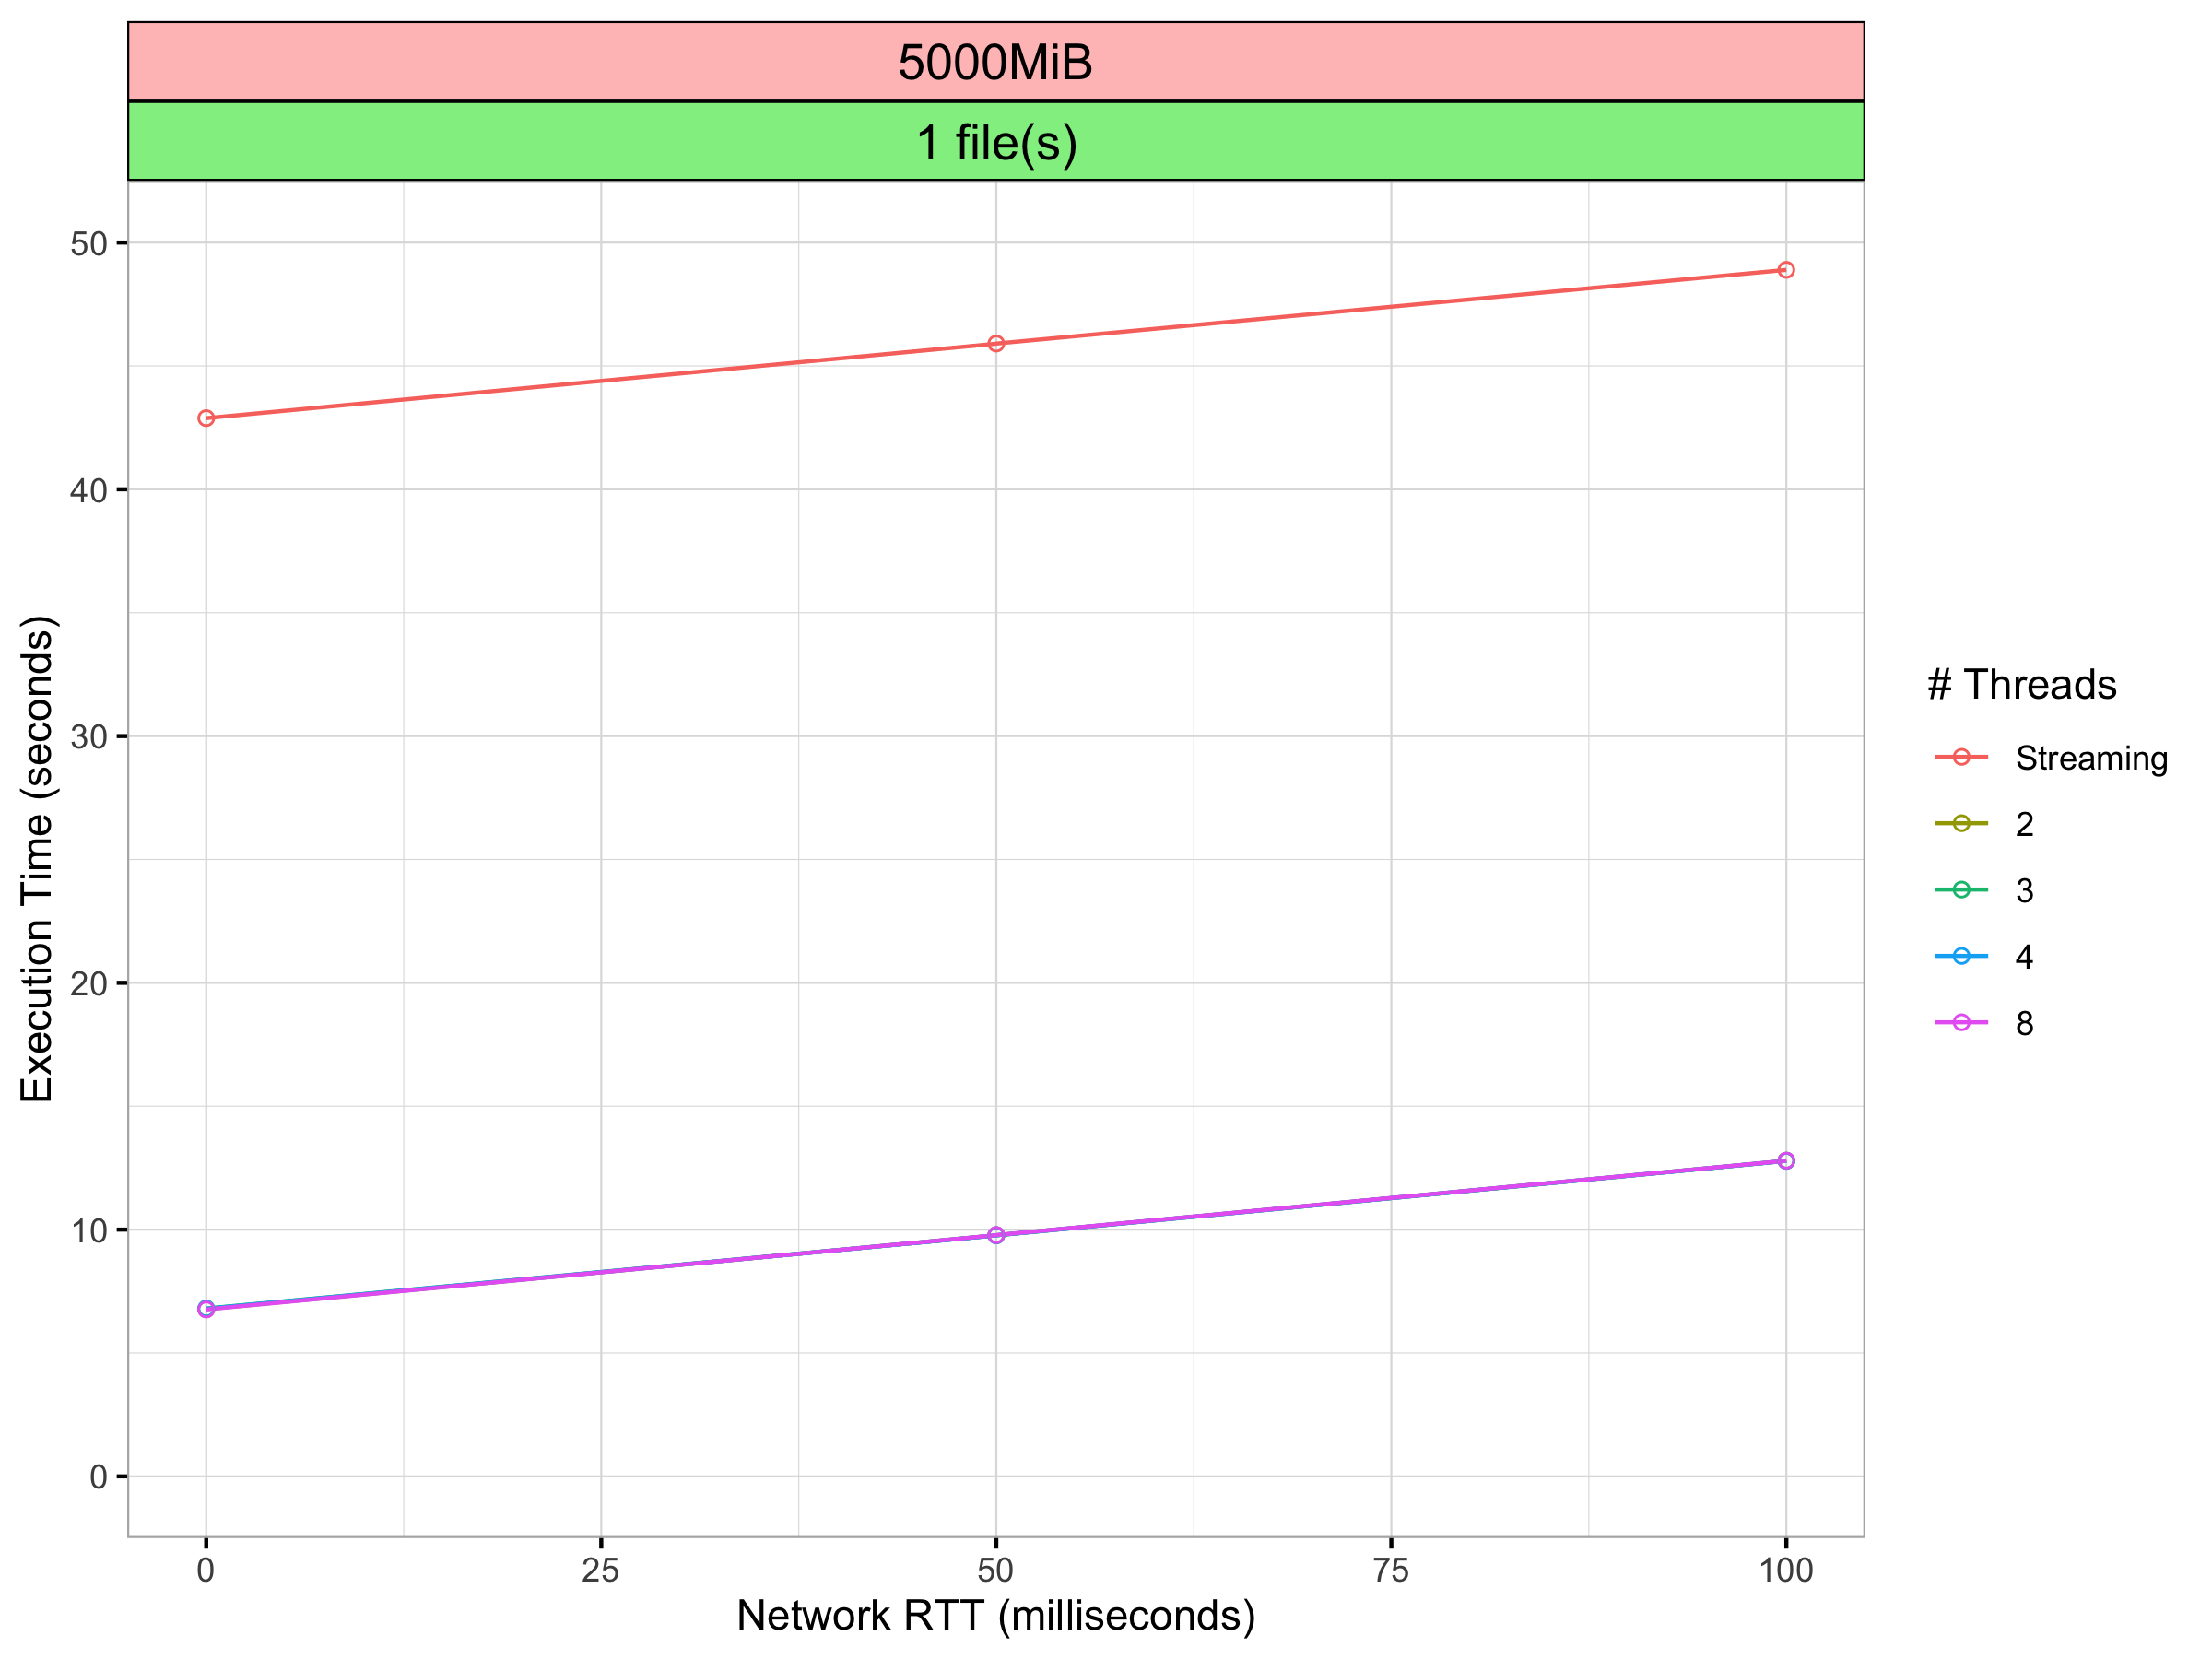 5000MiB
1 file(s)
50
40
30
20
10
0
Execution Time (seconds)
0 25 50 75 100
Network RTT (milliseconds)
# Threads
Streaming
2
3
4
8